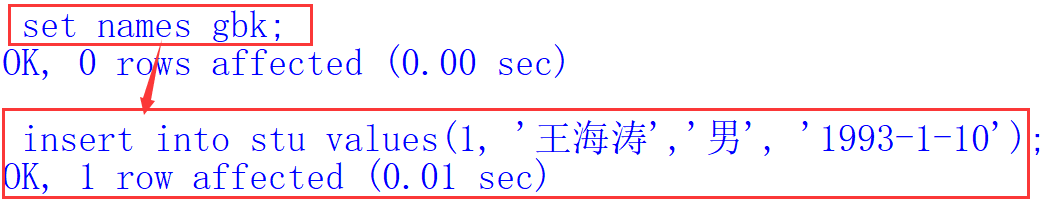 set names gbk;
OK, 0 rows affected (0.00 sec)
insert into stu values(1, '王海涛','男', '1993-1-10');
OK, 1 row affected (0.01 sec)